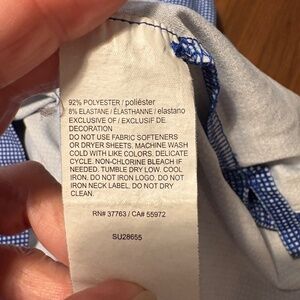 92% POLYESTER / poliéster
8% ELASTANE / ÉLASTHANNE / elastano
EXCLUSIVE OF / EXCLUSIF DE
DECORATION
DO NOT USE FABRIC SOFTENERS
OR DRYER SHEETS. MACHINE WASH
COLD WITH LIKE COLORS. DELICATE
CYCLE. NON-CHLORINE BLEACH IF
NEEDED. TUMBLE DRY LOW. COOL
IRON. DO NOT IRON LOGO. DO NOT
IRON NECK LABEL. DO NOT DRY
CLEAN.
RN# 37763 / CA# 55972
SU28655